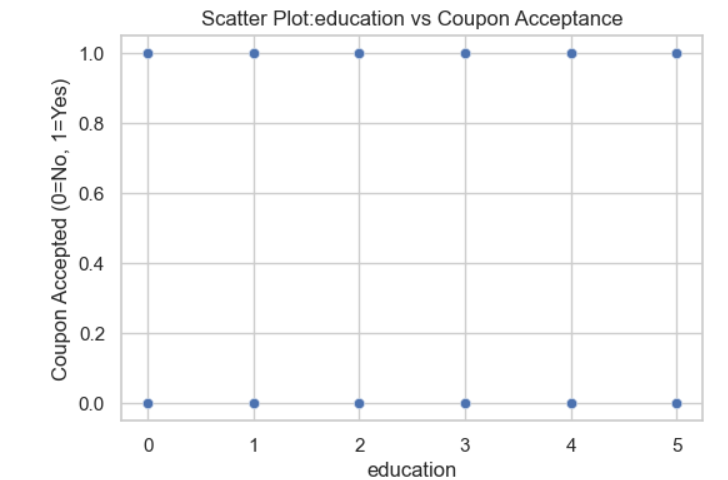 Scatter Plot:education vs Coupon Acceptance
Coupon Accepted (0=No, 1=Yes)
1.0
0.8
0.6
0.4
0.2
0.0
0 1 2 3 4 5
education